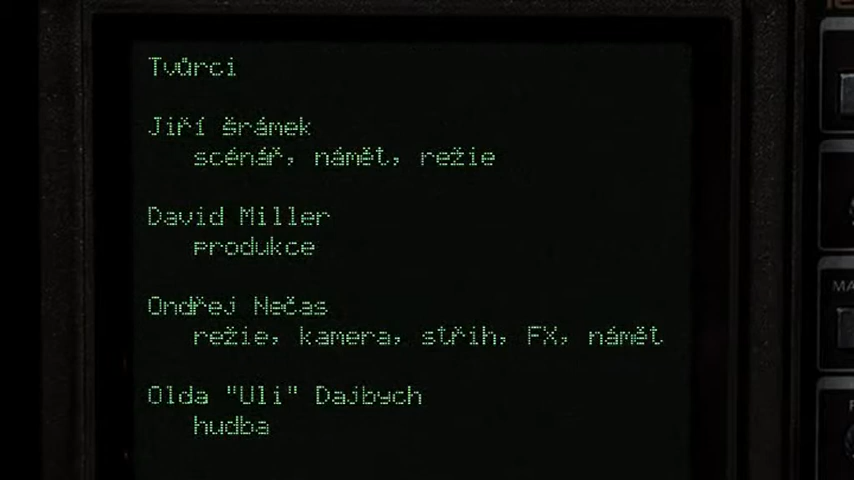 Tvůrci
Jiří šrámek
scénář, námět, režie
David Miller
produkce
Ondřej Nečas
režie, kamera, střih, FX, námět
Olda "Uli" Dajbych
hudba
MA